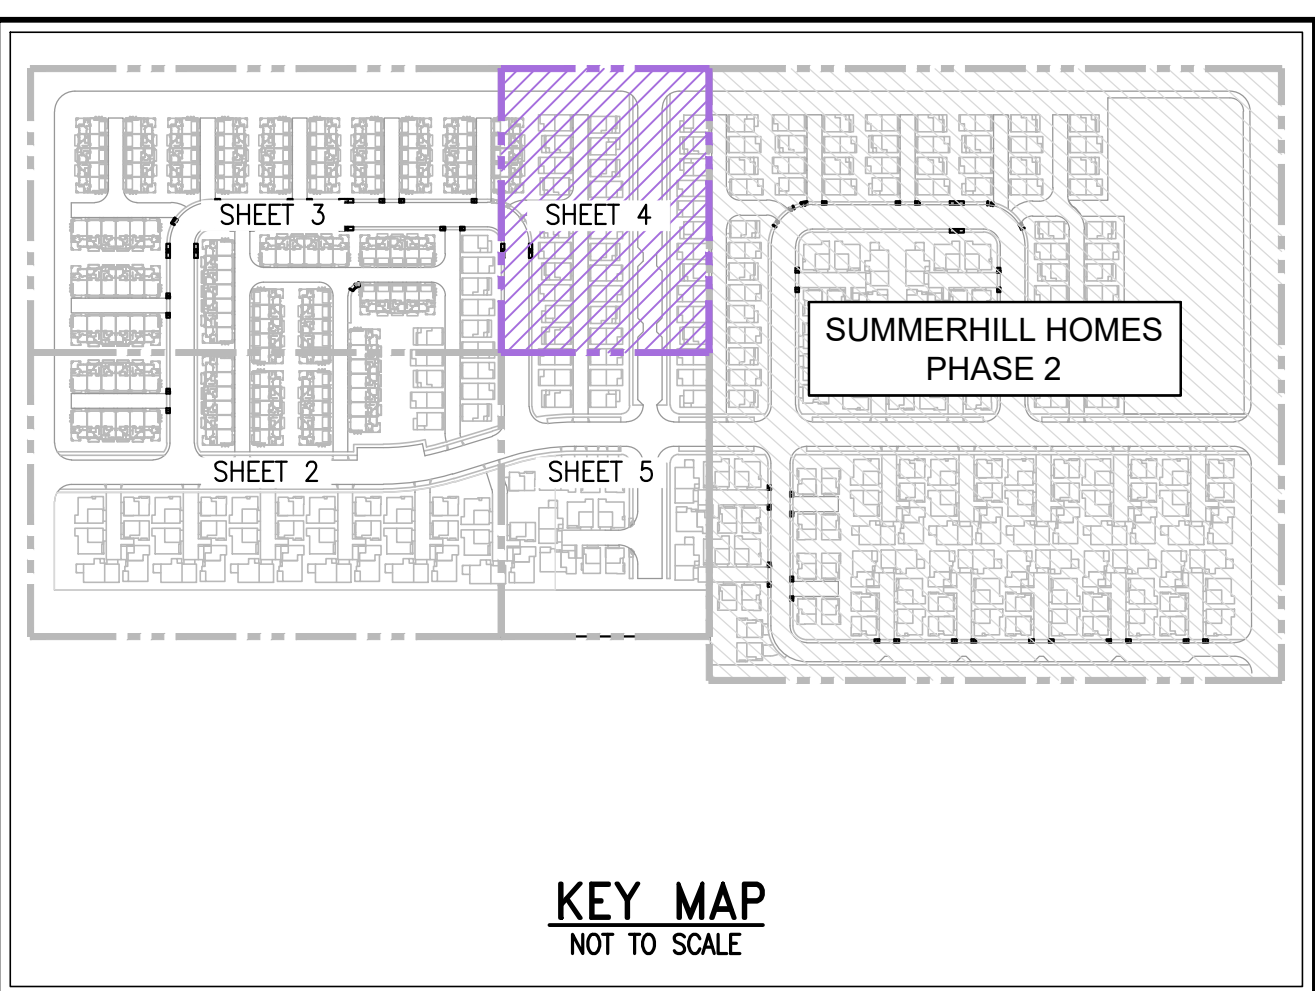 SHEET 3
SHEET 4
SUMMERHILL HOMES
PHASE 2
SHEET 2
SHEET 5
KEY MAP
NOT TO SCALE